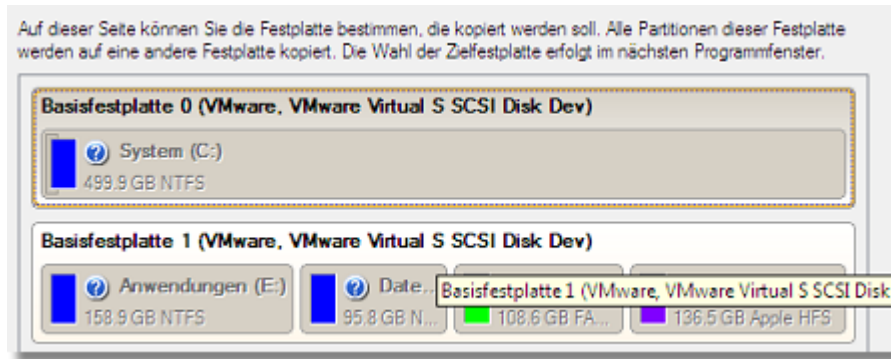 Auf dieser Seite können Sie die Festplatte bestimmen, die kopiert werden soll. Alle Partitionen dieser Festplatte
werden auf eine andere Festplatte kopiert. Die Wahl der Zielfestplatte erfolgt im nächsten Programmfenster.
Basisfestplatte 0 (VMware, VMware Virtual S SCSI Disk Dev)
System (C:)
499.9 GB NTFS
Basisfestplatte 1 (VMware, VMware Virtual S SCSI Disk Dev)
Anwendungen (E:)
158.9 GB NTFS
Date...
95.8 GB N...
Basisfestplatte 1 (VMware, VMware Virtual S SCSI Disk
108.6 GB FA...
136.5 GB Apple HFS